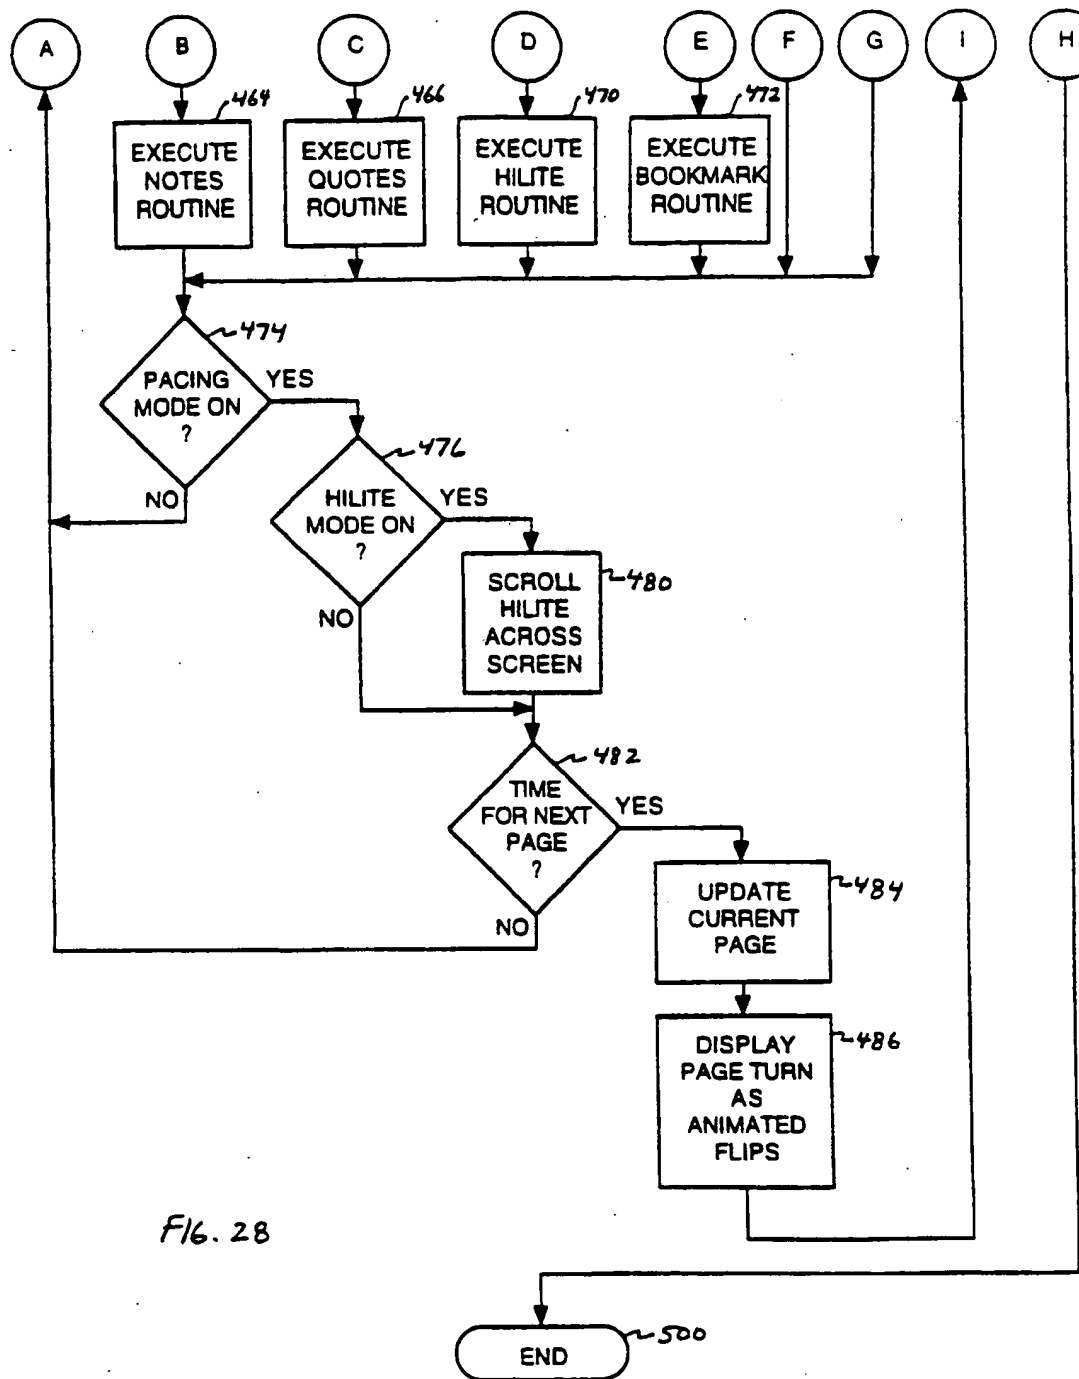 A
B
C
D
E
F
G
I
H
464
466
470
472
EXECUTE
NOTES
ROUTINE
EXECUTE
QUOTES
ROUTINE
EXECUTE
HILITE
ROUTINE
EXECUTE
BOOKMARK
ROUTINE
474
PACING
MODE ON
?
YES
NO
476
HILITE
MODE ON
?
YES
NO
480
SCROLL
HILITE
ACROSS
SCREEN
482
TIME
FOR NEXT
PAGE
?
YES
NO
484
UPDATE
CURRENT
PAGE
486
DISPLAY
PAGE TURN
AS
ANIMATED
FLIPS
FIG. 28
500
END